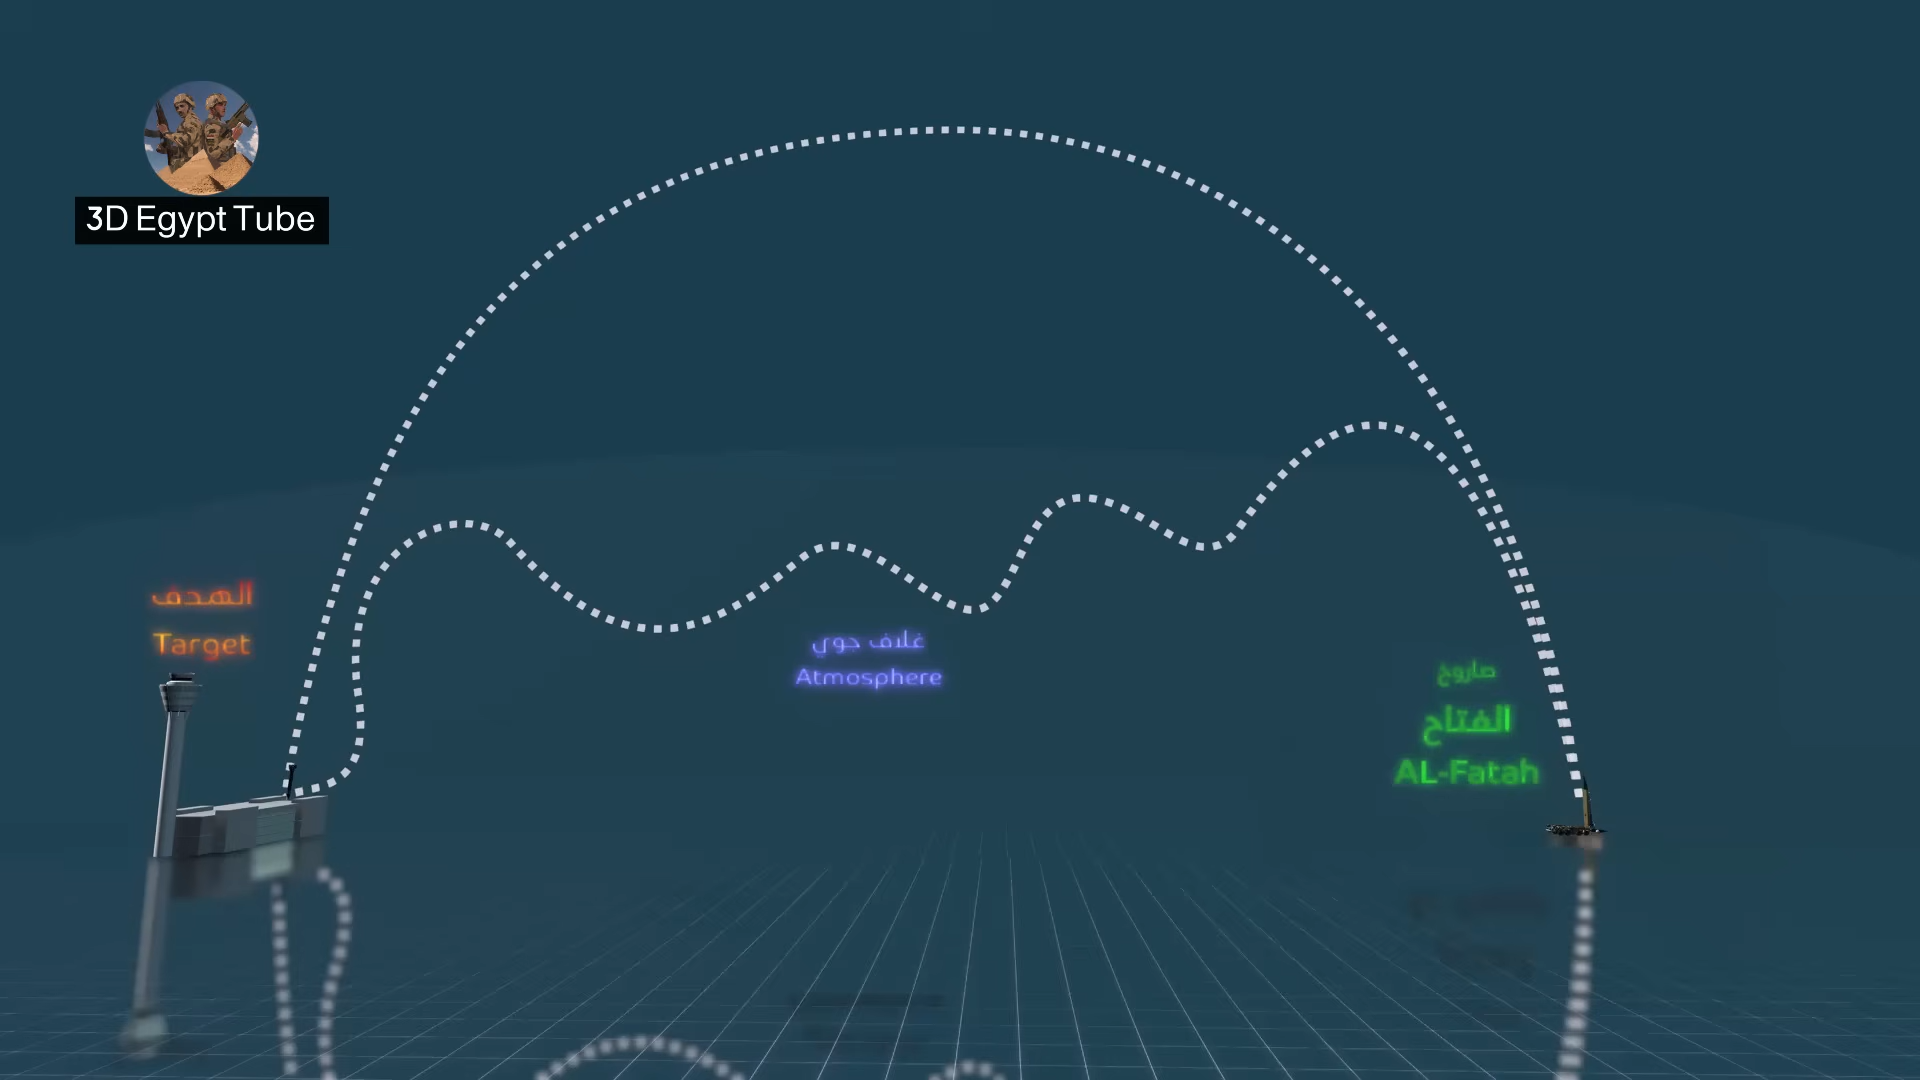 3D Egypt Tube
الهدف
Target
غلاف جوي
Atmosphere
صاروخ
الفتاح
AL-Fatah